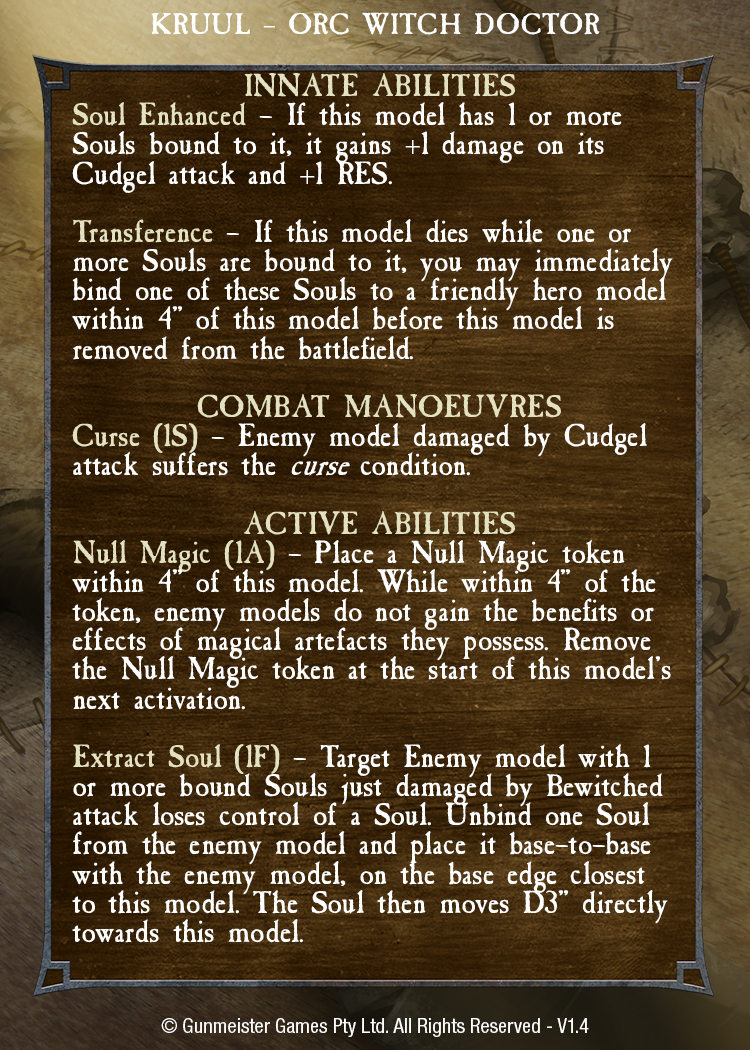 KRUUL – ORC WITCH DOCTOR
INNATE ABILITIES
Soul Enhanced – If this model has 1 or more
Souls bound to it, it gains +1 damage on its
Cudgel attack and +1 RES.
Transference – If this model dies while one or
more Souls are bound to it, you may immediately
bind one of these Souls to a friendly hero model
within 4” of this model before this model is
removed from the battlefield.
COMBAT MANOEUVRES
Curse (1S) – Enemy model damaged by Cudgel
attack suffers the curse condition.
ACTIVE ABILITIES
Null Magic (1A) – Place a Null Magic token
within 4” of this model. While within 4” of the
token, enemy models do not gain the benefits or
effects of magical artefacts they possess. Remove
the Null Magic token at the start of this model’s
next activation.
Extract Soul (1F) – Target Enemy model with 1
or more bound Souls just damaged by Bewitched
attack loses control of a Soul. Unbind one Soul
from the enemy model and place it base-to-base
with the enemy model, on the base edge closest
to this model. The Soul then moves D3” directly
towards this model.
© Gunmeister Games Pty Ltd. All Rights Reserved - V1.4